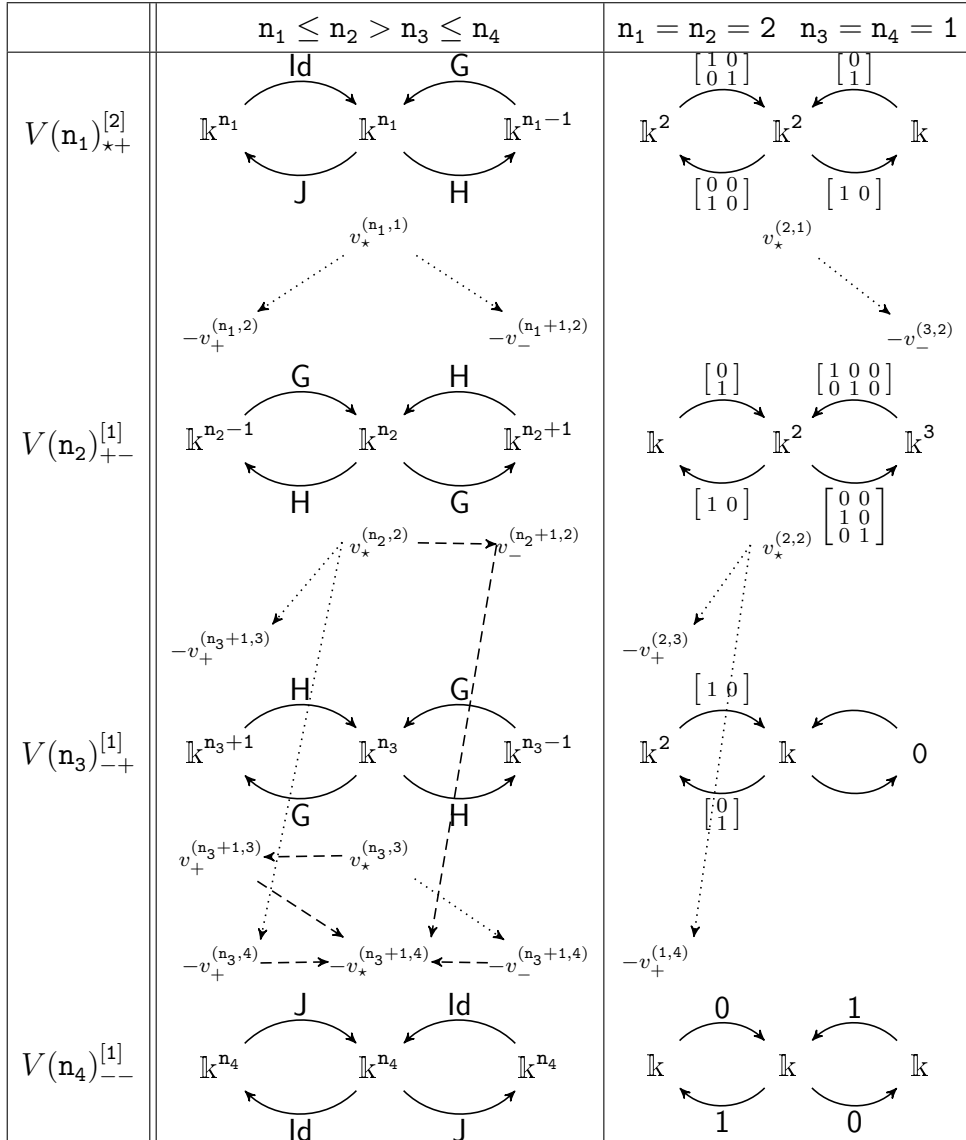 n₁ ≤ n₂ > n₃ ≤ n₄ n₁ = n₂ = 2 n₃ = n₄ = 1
Id G [1 0; 0 1] [0; 1]
V(n₁)_{⋆+}^{[2]} 𝕜^{n₁} 𝕜^{n₁} 𝕜^{n₁−1} 𝕜² 𝕜² 𝕜
J H [0 0; 1 0] [1 0]
v_⋆^{(n₁,1)} v_⋆^{(2,1)}
−v_+^{(n₁,2)} −v_−^{(n₁+1,2)} −v_−^{(3,2)}
G H [0; 1] [1 0 0; 0 1 0]
V(n₂)_{+−}^{[1]} 𝕜^{n₂−1} 𝕜^{n₂} 𝕜^{n₂+1} 𝕜 𝕜² 𝕜³
H G [1 0] [0 0; 1 0; 0 1]
v_⋆^{(n₂,2)} v_−^{(n₂+1,2)} v_⋆^{(2,2)}
−v_+^{(n₃+1,3)} −v_+^{(2,3)}
H G [1 0]
V(n₃)_{−+}^{[1]} 𝕜^{n₃+1} 𝕜^{n₃} 𝕜^{n₃−1} 𝕜² 𝕜 0
G H [0; 1]
v_+^{(n₃+1,3)} v_⋆^{(n₃,3)}
−v_+^{(n₃,4)} −v_⋆^{(n₃+1,4)} −v_−^{(n₃+1,4)} −v_+^{(1,4)}
J Id 0 1
V(n₄)_{−−}^{[1]} 𝕜^{n₄} 𝕜^{n₄} 𝕜^{n₄} 𝕜 𝕜 𝕜
Id J 1 0